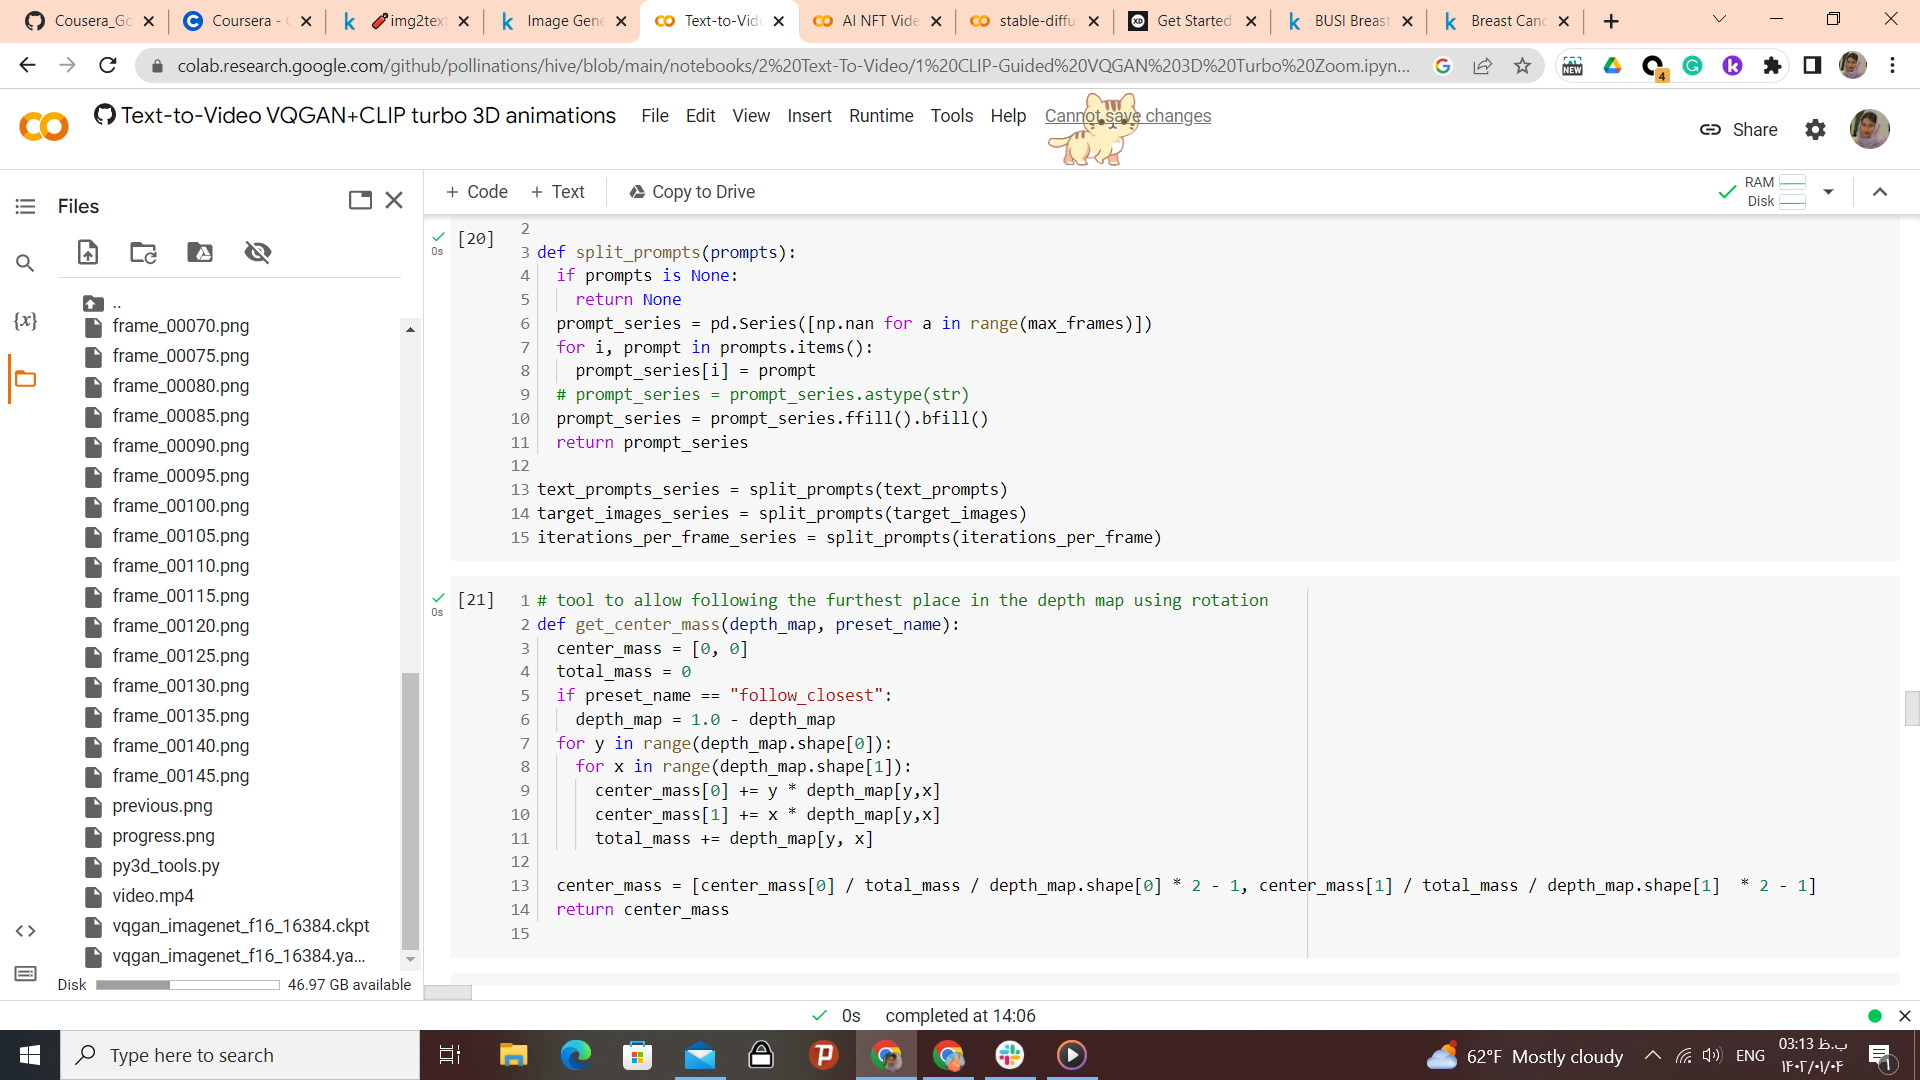 Cousera_Go
Coursera - C
img2text
Image Gene
Text-to-Vide
AI NFT Vide
stable-diffu
Get Started
BUSI Breast
Breast Canc
colab.research.google.com/github/pollinations/hive/blob/main/notebooks/2%20Text-To-Video/1%20CLIP-Guided%20VQGAN%203D%20Turbo%20Zoom.ipyn...
NEW
4
Text-to-Video VQGAN+CLIP turbo 3D animations
File Edit View Insert Runtime Tools Help Cannot save changes
Share
Files
+ Code + Text Copy to Drive
RAM
Disk
..
frame_00070.png
frame_00075.png
frame_00080.png
frame_00085.png
frame_00090.png
frame_00095.png
frame_00100.png
frame_00105.png
frame_00110.png
frame_00115.png
frame_00120.png
frame_00125.png
frame_00130.png
frame_00135.png
frame_00140.png
frame_00145.png
previous.png
progress.png
py3d_tools.py
video.mp4
vqgan_imagenet_f16_16384.ckpt
vqgan_imagenet_f16_16384.ya...
Disk 46.97 GB available
0s
[20]
2
3 def split_prompts(prompts):
4 if prompts is None:
5 return None
6 prompt_series = pd.Series([np.nan for a in range(max_frames)])
7 for i, prompt in prompts.items():
8 prompt_series[i] = prompt
9 # prompt_series = prompt_series.astype(str)
10 prompt_series = prompt_series.ffill().bfill()
11 return prompt_series
12
13 text_prompts_series = split_prompts(text_prompts)
14 target_images_series = split_prompts(target_images)
15 iterations_per_frame_series = split_prompts(iterations_per_frame)
0s
[21]
1 # tool to allow following the furthest place in the depth map using rotation
2 def get_center_mass(depth_map, preset_name):
3 center_mass = [0, 0]
4 total_mass = 0
5 if preset_name == "follow_closest":
6 depth_map = 1.0 - depth_map
7 for y in range(depth_map.shape[0]):
8 for x in range(depth_map.shape[1]):
9 center_mass[0] += y * depth_map[y,x]
10 center_mass[1] += x * depth_map[y,x]
11 total_mass += depth_map[y, x]
12
13 center_mass = [center_mass[0] / total_mass / depth_map.shape[0] * 2 - 1, center_mass[1] / total_mass / depth_map.shape[1]  * 2 - 1]
14 return center_mass
15
0s completed at 14:06
Type here to search
62°F Mostly cloudy
ENG
03:13 ب.ظ
۱۴۰۲/۰۱/۰۴
1